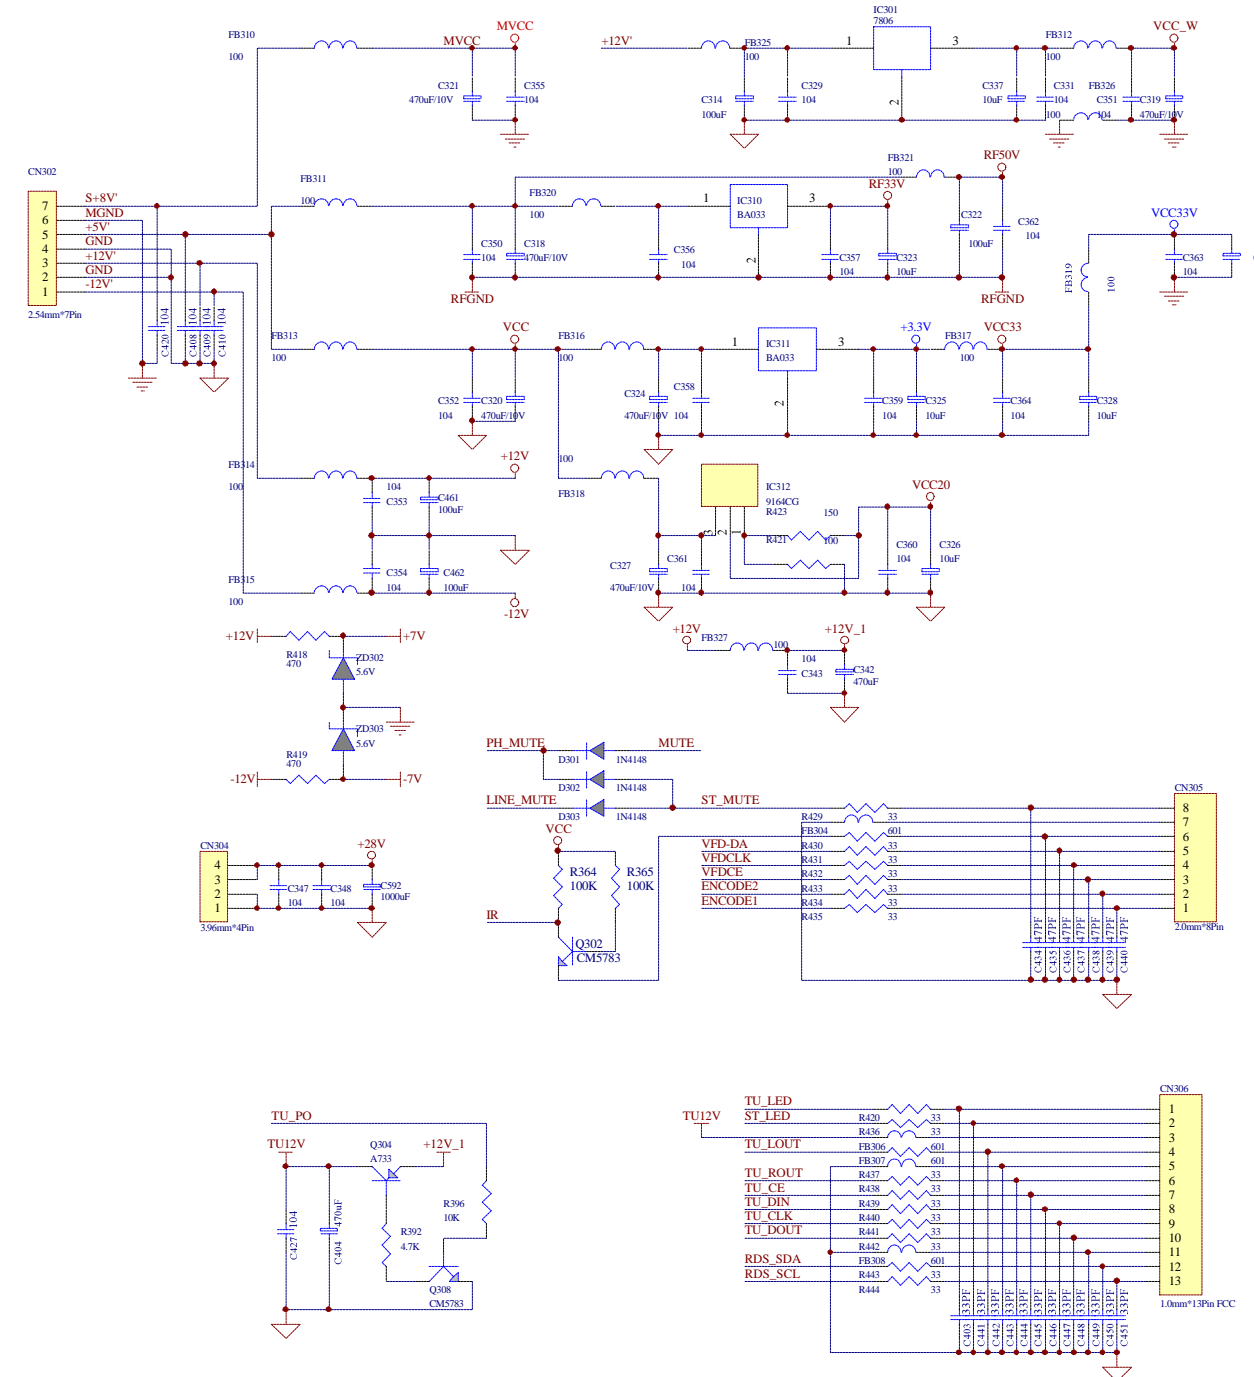 FB310
100
MVCC
MVCC
C321
470uF/10V
C355
104
+12V'
FB325
100
C314
100uF
C329
104
IC301
7806
1
3
2
C337
10uF
C331
104
FB312
100
VCC_W
FB326
100
C351
104
C319
470uF/10V
CN302
7
6
5
4
3
2
1
S+8V'
MGND
+5V'
GND
+12V'
GND
-12V'
2.54mm*7Pin
C420
104
C408
104
C409
104
C410
104
FB311
100
C350
104
C318
470uF/10V
RFGND
FB320
100
C356
104
IC310
BA033
1
3
2
C357
104
RF33V
C323
10uF
FB321
100
RF50V
C322
100uF
C362
104
RFGND
FB319
100
VCC33V
C363
104
FB313
100
VCC
C352
104
C320
470uF/10V
FB316
100
C324
470uF/10V
C358
104
IC311
BA033
1
3
2
C359
104
+3.3V
C325
10uF
FB317
100
VCC33
C364
104
C328
10uF
FB314
100
104
C353
C461
100uF
+12V
C354
104
C462
100uF
FB315
100
-12V
100
FB318
C327
470uF/10V
C361
104
IC312
9164CG
3
2
1
R423
150
R421
100
C360
104
VCC20
C326
10uF
+12V
R418
470
+7V
ZD302
5.6V
ZD303
5.6V
R419
470
-12V
-7V
+12V
FB327
100
+12V_1
104
C343
C342
470uF
PH_MUTE
D301
1N4148
MUTE
D302
1N4148
LINE_MUTE
D303
1N4148
ST_MUTE
VCC
R364
100K
R365
100K
IR
Q302
CM5783
CN304
4
3
2
1
3.96mm*4Pin
C347
104
C348
104
+28V
C592
1000uF
VFD-DA
VFDCLK
VFDCE
ENCODE2
ENCODE1
R429
33
FB304
601
R430
33
R431
33
R432
33
R433
33
R434
33
R435
33
CN305
8
7
6
5
4
3
2
1
2.0mm*8Pin
C434
47PF
C435
47PF
C436
47PF
C437
47PF
C438
47PF
C439
47PF
C440
47PF
TU_PO
TU12V
Q304
A733
+12V_1
C427
104
C404
470uF
R392
4.7K
R396
10K
Q308
CM5783
TU12V
TU_LED
ST_LED
TU_LOUT
TU_ROUT
TU_CE
TU_DIN
TU_CLK
TU_DOUT
RDS_SDA
RDS_SCL
R420
33
R436
33
FB306
601
FB307
601
R437
33
R438
33
R439
33
R440
33
R441
33
R442
33
FB308
601
R443
33
R444
33
CN306
1
2
3
4
5
6
7
8
9
10
11
12
13
1.0mm*13Pin FCC
C403
33PF
C441
33PF
C442
33PF
C443
33PF
C444
33PF
C445
33PF
C446
33PF
C447
33PF
C448
33PF
C449
33PF
C450
33PF
C451
33PF